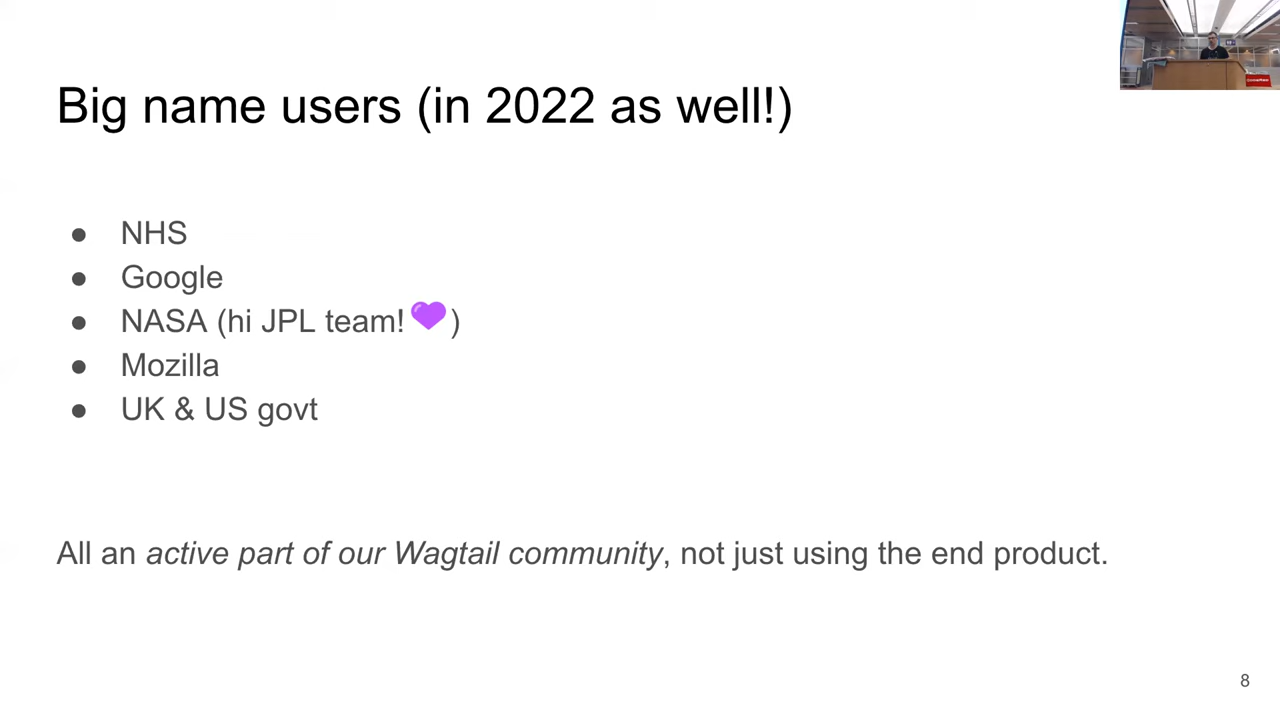 Big name users (in 2022 as well!)
● NHS
● Google
● NASA (hi JPL team!💜)
● Mozilla
● UK & US govt
All an active part of our Wagtail community, not just using the end product.
8